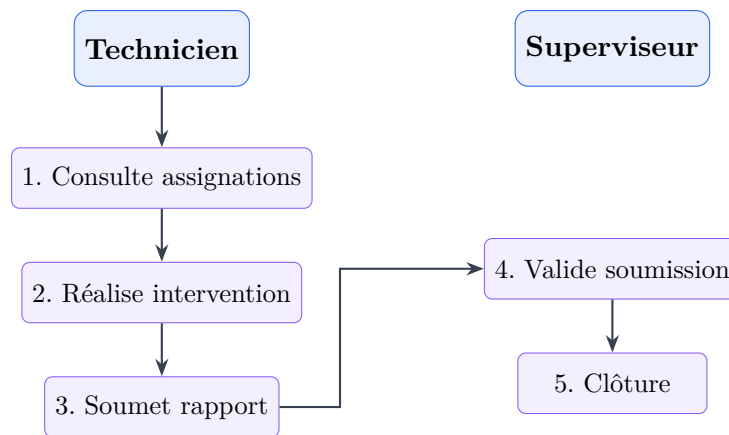 Technicien
Superviseur
1. Consulte assignations
2. Réalise intervention
3. Soumet rapport
4. Valide soumission
5. Clôture